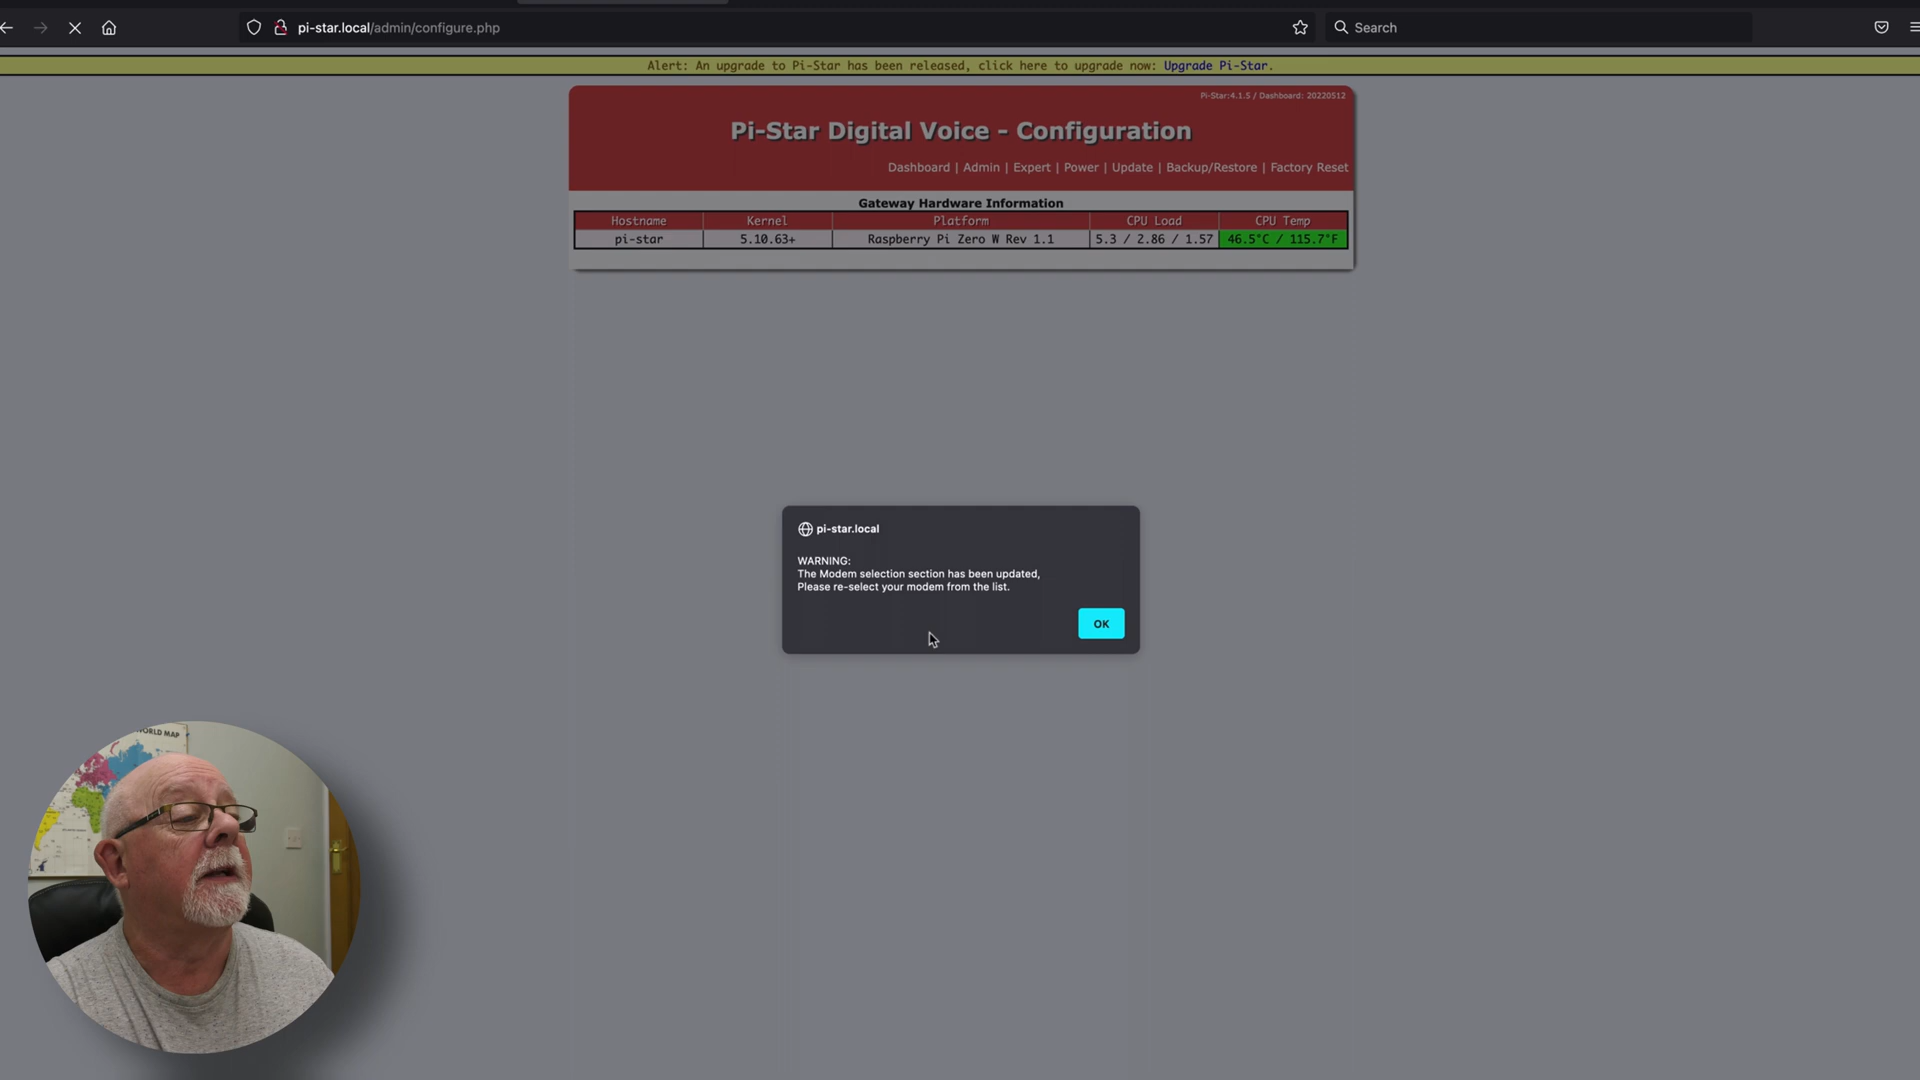 pi-star.local/admin/configure.php
Search
Alert: An upgrade to Pi-Star has been released, click here to upgrade now: Upgrade Pi-Star.
Pi-Star:4.1.5 / Dashboard: 20220512
Pi-Star Digital Voice - Configuration
Dashboard | Admin | Expert | Power | Update | Backup/Restore | Factory Reset
Gateway Hardware Information
Hostname Kernel Platform CPU Load CPU Temp
pi-star 5.10.63+ Raspberry Pi Zero W Rev 1.1 5.3 / 2.86 / 1.57 46.5°C / 115.7°F
pi-star.local
WARNING:
The Modem selection section has been updated,
Please re-select your modem from the list.
OK
WORLD MAP